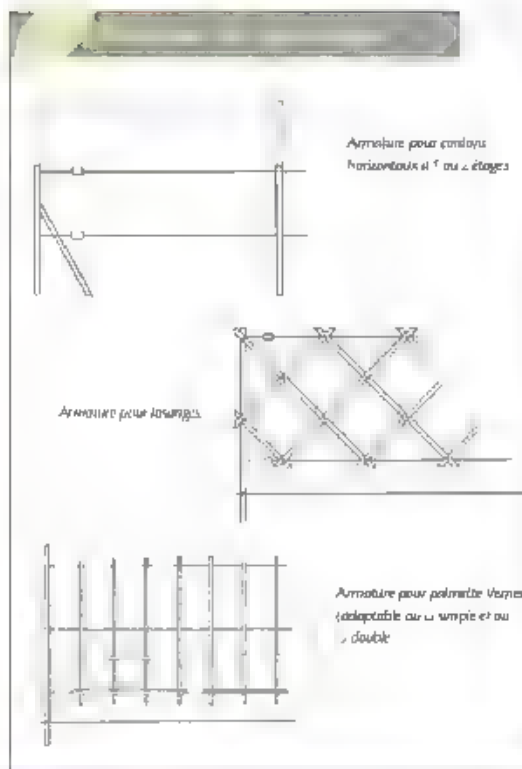 Armature pour cordons
horizontaux à 1 ou 2 étages
Armature pour losanges
Armature pour palmette Verrier
(adaptable au U simple et au
U double